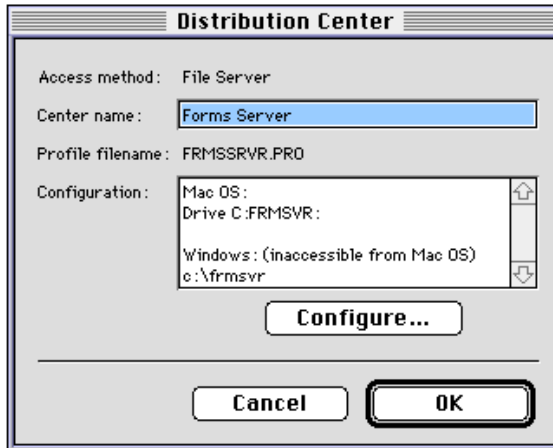 Distribution Center
Access method: File Server
Center name: Forms Server
Profile filename: FRMSSRVR.PRO
Configuration: Mac OS:
Drive C:FRMSVR:
Windows: (inaccessible from Mac OS)
c:\frmsvr
Configure...
Cancel OK